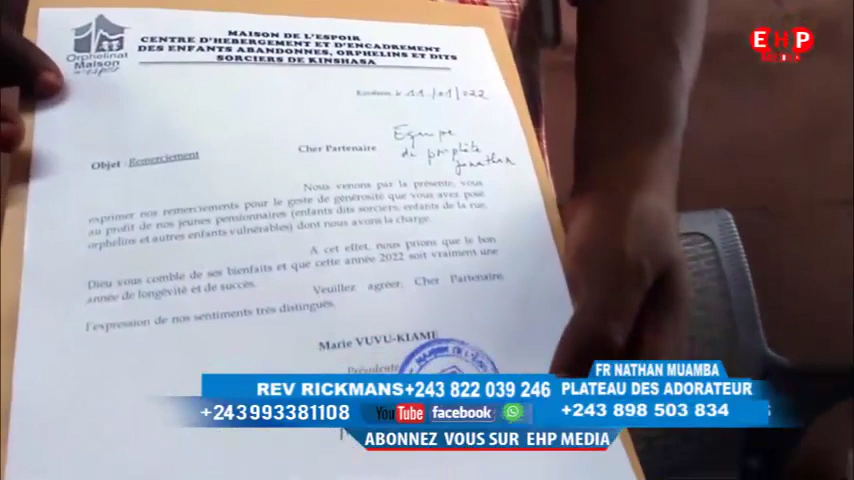 EHP
MEDIA
Orphelinat
Maison
MAISON DE L'ESPOIR
CENTRE D'HEBERGEMENT ET D'ENCADREMENT
DES ENFANTS ABANDONNES, ORPHELINS ET DITS
SORCIERS DE KINSHASA
Kinshasa le 11/01/2022
Objet : Remerciement
Cher Partenaire
Equipe
du prophète
Jonathan
Nous venons par la présente, vous
exprimer nos remerciements pour le geste de générosité que vous avez posé
au profit de nos jeunes pensionnaires (enfants dits sorciers, enfants de la rue,
orphelins et autres enfants vulnérables) dont nous avons la charge.
A cet effet, nous prions que le bon
Dieu vous comble de ses bienfaits et que cette année 2022 soit vraiment une
année de longévité et de succès.
Veuillez agréer, Cher Partenaire,
l'expression de nos sentiments très distingués.
Marie VUVU-KIAME
Présidente
FR NATHAN MUAMBA
REV RICKMANS+243 822 039 246
PLATEAU DES ADORATEUR
+243993381108
You Tube
facebook
+243 898 503 834
ABONNEZ VOUS SUR EHP MEDIA